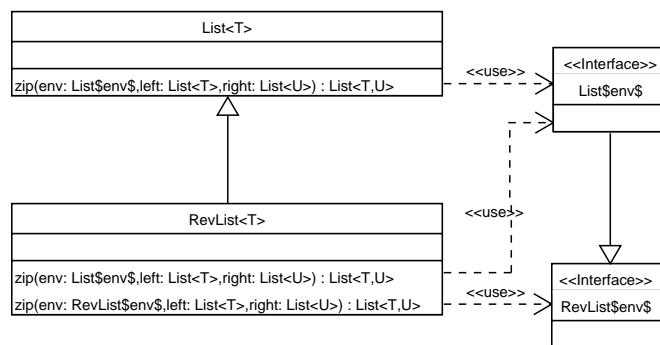 List<T>
zip(env: List$env$,left: List<T>,right: List<U>) : List<T,U>
<<use>>
<<Interface>>
List$env$
<<use>>
RevList<T>
zip(env: List$env$,left: List<T>,right: List<U>) : List<T,U>
zip(env: RevList$env$,left: List<T>,right: List<U>) : List<T,U>
<<use>>
<<Interface>>
RevList$env$